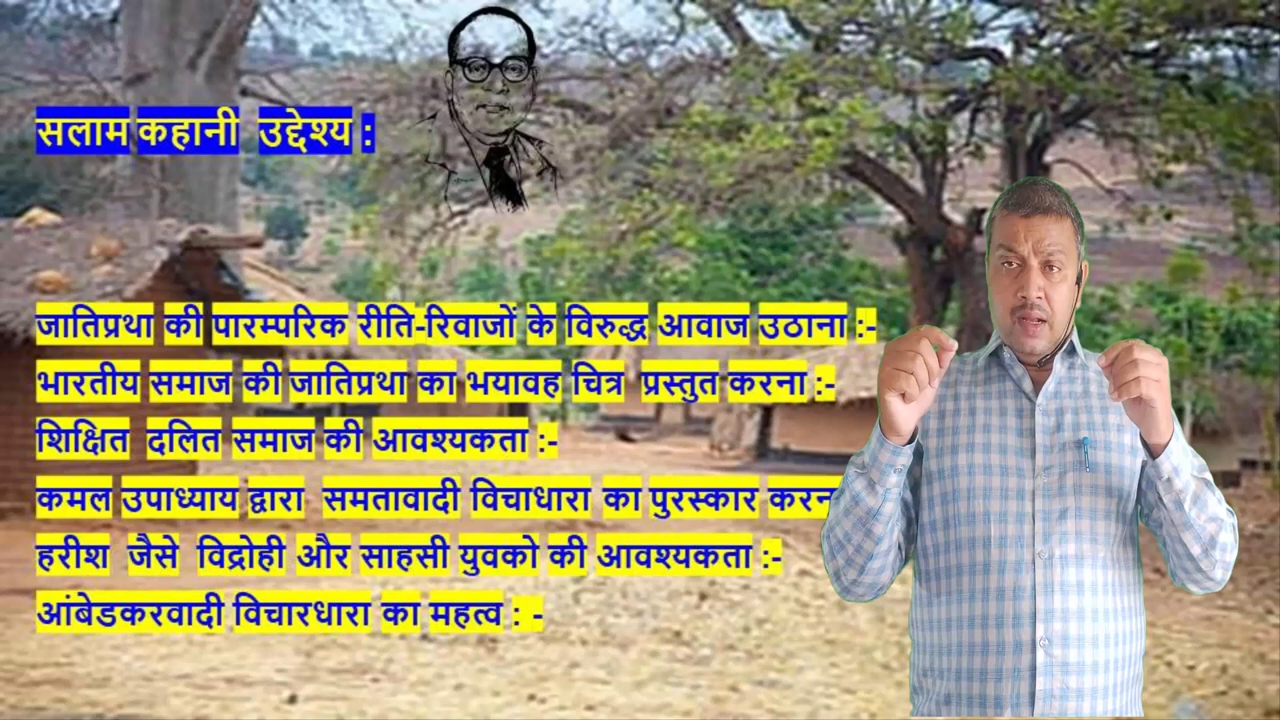 सलाम कहानी उद्देश्य :
जातिप्रथा की पारम्परिक रीति-रिवाजों के विरुद्ध आवाज उठाना :-
भारतीय समाज की जातिप्रथा का भयावह चित्र प्रस्तुत करना :-
शिक्षित दलित समाज की आवश्यकता :-
कमल उपाध्याय द्वारा समतावादी विचाधारा का पुरस्कार करन
हरीश जैसे विद्रोही और साहसी युवको की आवश्यकता :-
आंबेडकरवादी विचारधारा का महत्व : -